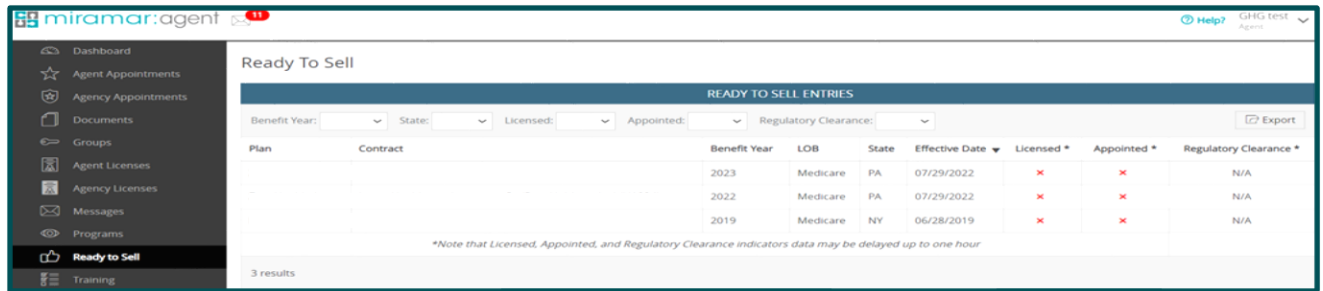 miramar:agent 11 Help? GHG test
Agent
Dashboard
Agent Appointments
Agency Appointments
Documents
Groups
Agent Licenses
Agency Licenses
Messages
Programs
Ready to Sell
Training
Ready To Sell
READY TO SELL ENTRIES
Benefit Year: State: Licensed: Appointed: Regulatory Clearance: Export
Plan Contract Benefit Year LOB State Effective Date Licensed * Appointed * Regulatory Clearance *
2023 Medicare PA 07/29/2022 × × N/A
2022 Medicare PA 07/29/2022 × × N/A
2019 Medicare NY 06/28/2019 × × N/A
*Note that Licensed, Appointed, and Regulatory Clearance indicators data may be delayed up to one hour
3 results